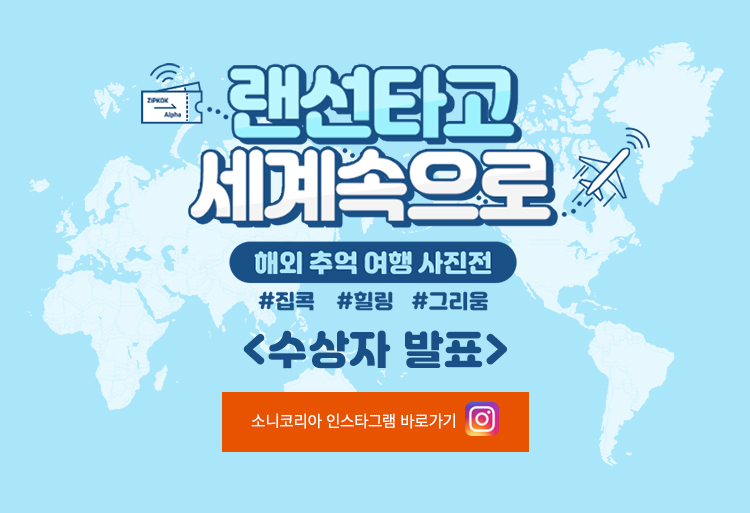 랜선타고
ZIPKOK
Alpha
세계속으로
해외 추억 여행 사진전
#집콕 #힐링 #그리움
<수상자 발표>
소니코리아 인스타그램 바로가기